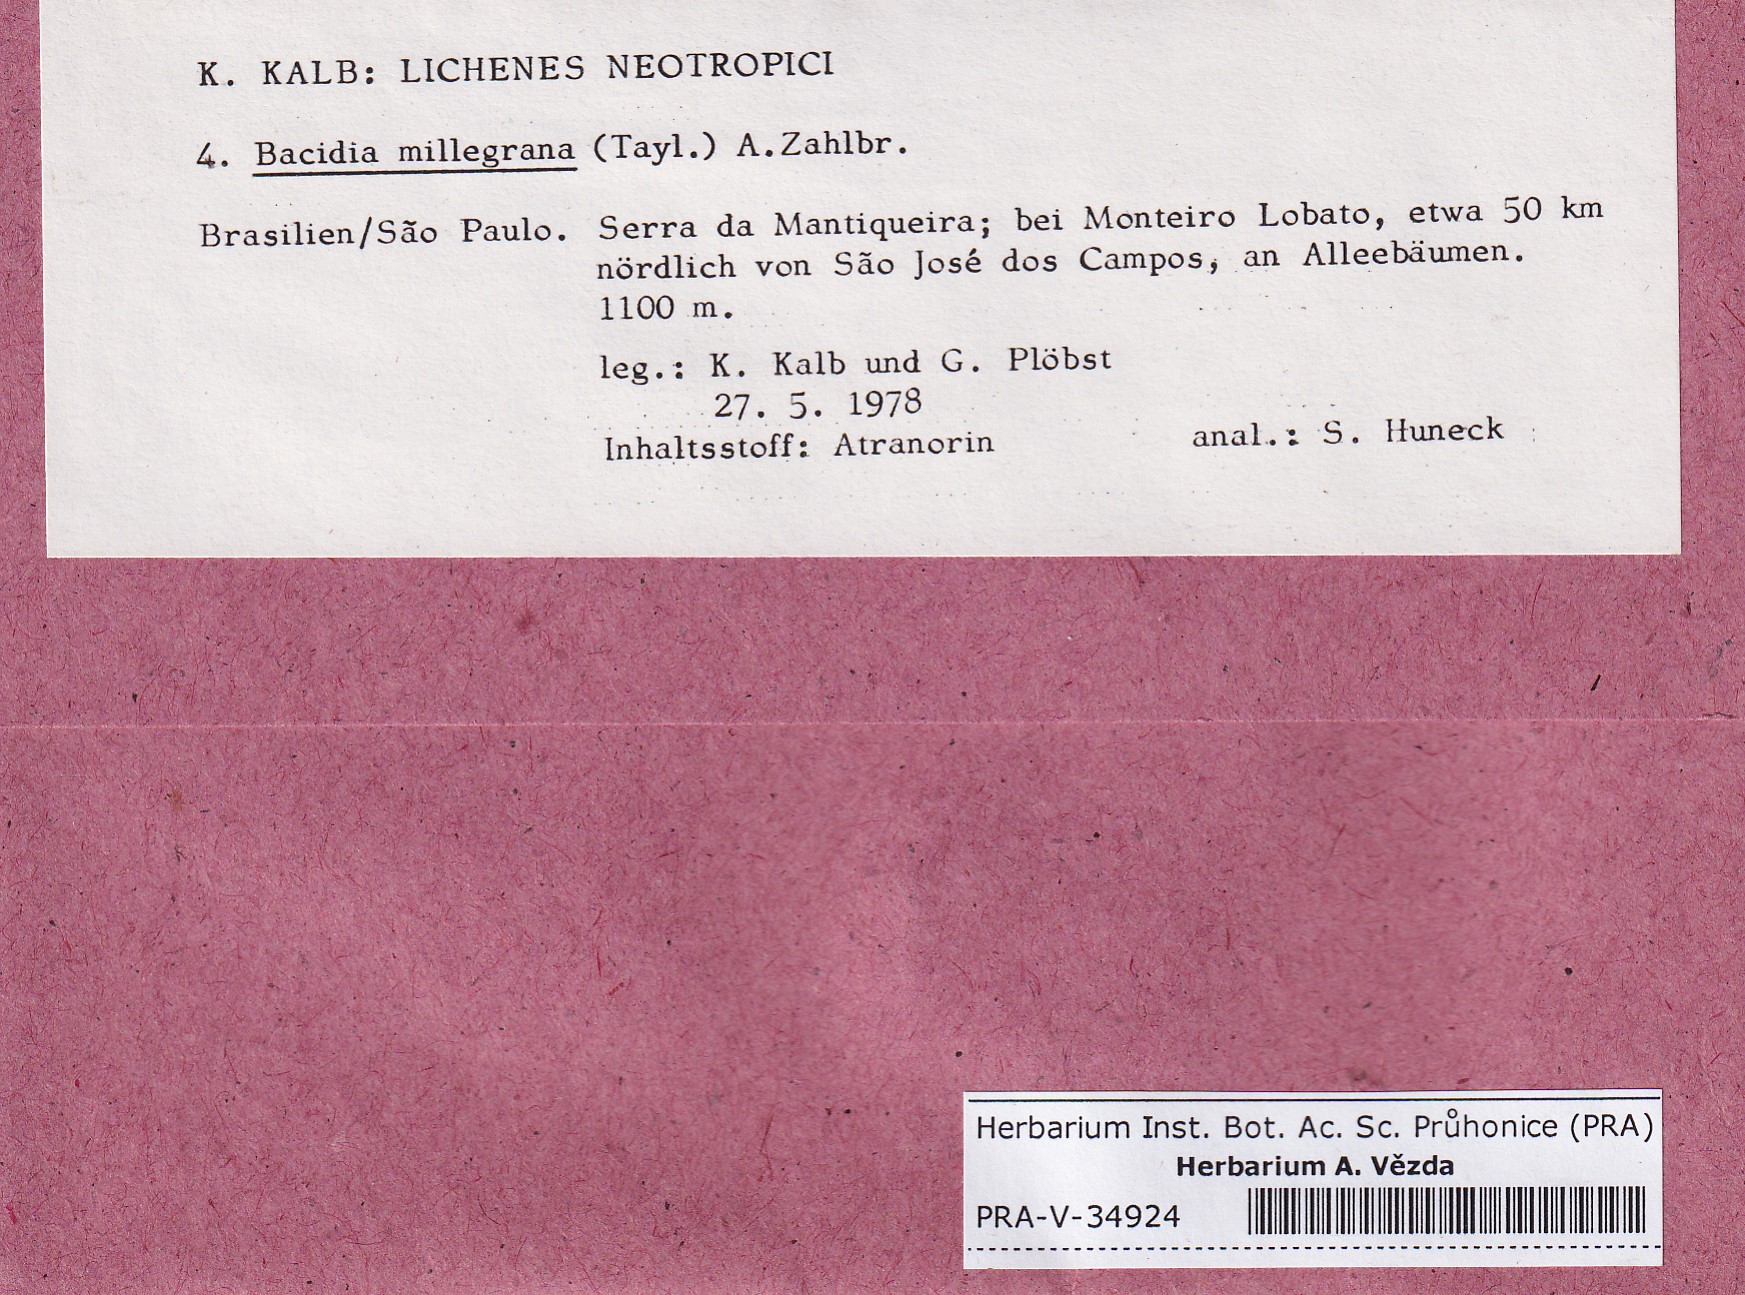 K. KALB: LICHENES NEOTROPICI
4. Bacidia millegrana (Tayl.) A.Zahlbr.
Brasilien/São Paulo. Serra da Mantiqueira; bei Monteiro Lobato, etwa 50 km
nördlich von São José dos Campos, an Alleebäumen.
1100 m.
leg.: K. Kalb und G. Plöbst
27. 5. 1978
Inhaltsstoff: Atranorin anal.: S. Huneck
Herbarium Inst. Bot. Ac. Sc. Průhonice (PRA)
Herbarium A. Vězda
PRA-V-34924